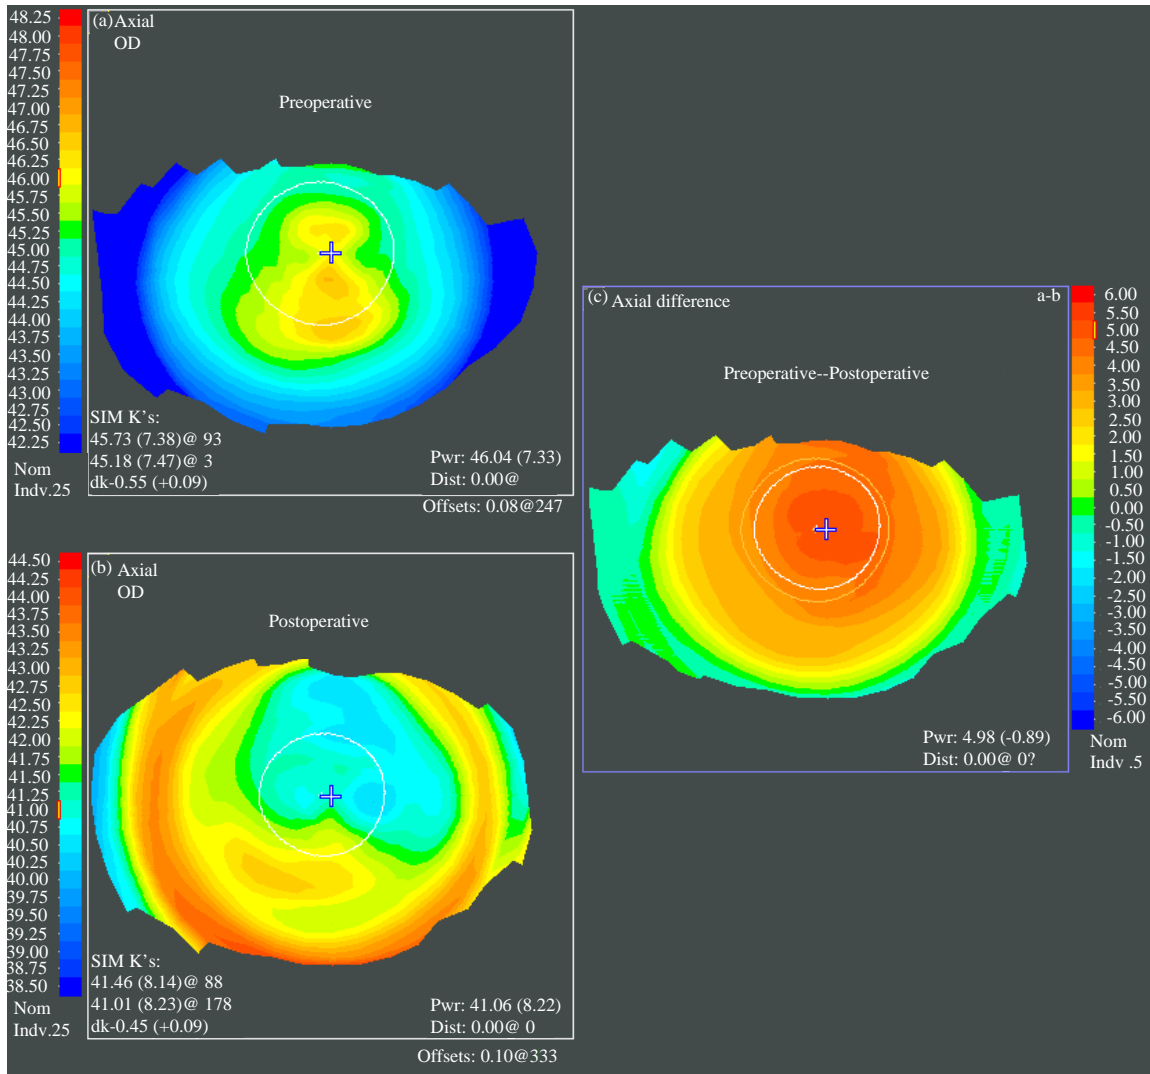 48.25
48.00
47.75
47.50
47.25
47.00
46.75
46.50
46.25
46.00
45.75
45.50
45.25
45.00
44.75
44.50
44.25
44.00
43.75
43.50
43.25
43.00
42.75
42.50
42.25
Nom
Indv.25
(a) Axial
OD
Preoperative
SIM K's:
45.73 (7.38)@ 93
45.18 (7.47)@ 3
dk-0.55 (+0.09)
Pwr: 46.04 (7.33)
Dist: 0.00@
Offsets: 0.08@247
44.50
44.25
44.00
43.75
43.50
43.25
43.00
42.75
42.50
42.25
42.00
41.75
41.50
41.25
41.00
40.75
40.50
40.25
40.00
39.75
39.50
39.25
39.00
38.75
38.50
Nom
Indv.25
(b) Axial
OD
Postoperative
SIM K's:
41.46 (8.14)@ 88
41.01 (8.23)@ 178
dk-0.45 (+0.09)
Pwr: 41.06 (8.22)
Dist: 0.00@ 0
Offsets: 0.10@333
(c) Axial difference
a-b
Preoperative--Postoperative
Pwr: 4.98 (-0.89)
Dist: 0.00@ 0?
6.00
5.50
5.00
4.50
4.00
3.50
3.00
2.50
2.00
1.50
1.00
0.50
0.00
-0.50
-1.00
-1.50
-2.00
-2.50
-3.00
-3.50
-4.00
-4.50
-5.00
-5.50
-6.00
Nom
Indv .5